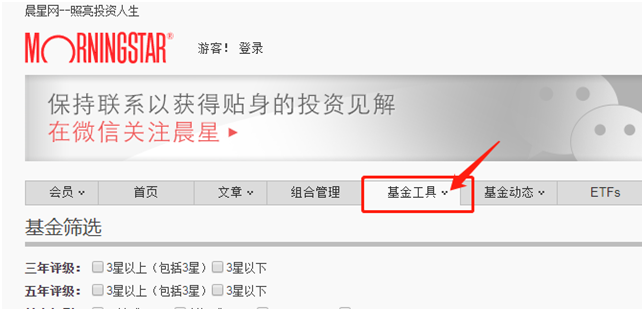 晨星网--照亮投资人生
MORNINGSAR® 游客! 登录
保持联系以获得贴身的投资见解
在微信关注晨星
会员 首页 文章 组合管理 基金工具 基金动态 ETFs
基金筛选
三年评级: 3星以上（包括3星） 3星以下
五年评级: 3星以上（包括3星） 3星以下